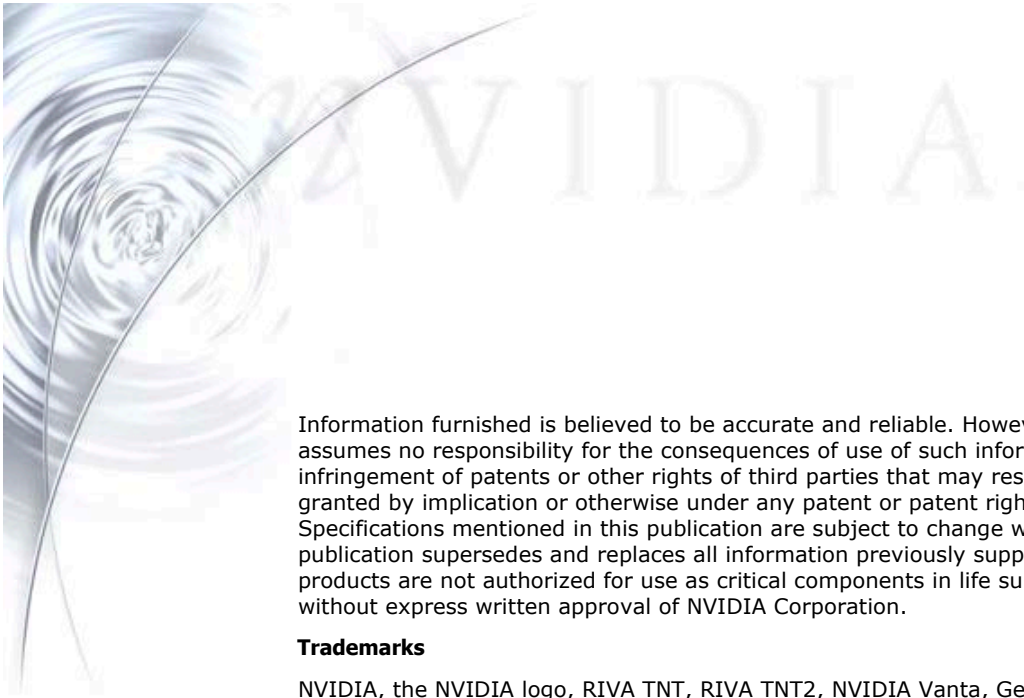 nVIDIA
Information furnished is believed to be accurate and reliable. Howev
assumes no responsibility for the consequences of use of such infor
infringement of patents or other rights of third parties that may res
granted by implication or otherwise under any patent or patent righ
Specifications mentioned in this publication are subject to change w
publication supersedes and replaces all information previously supp
products are not authorized for use as critical components in life su
without express written approval of NVIDIA Corporation.
Trademarks
NVIDIA, the NVIDIA logo, RIVA TNT, RIVA TNT2, NVIDIA Vanta, Ge